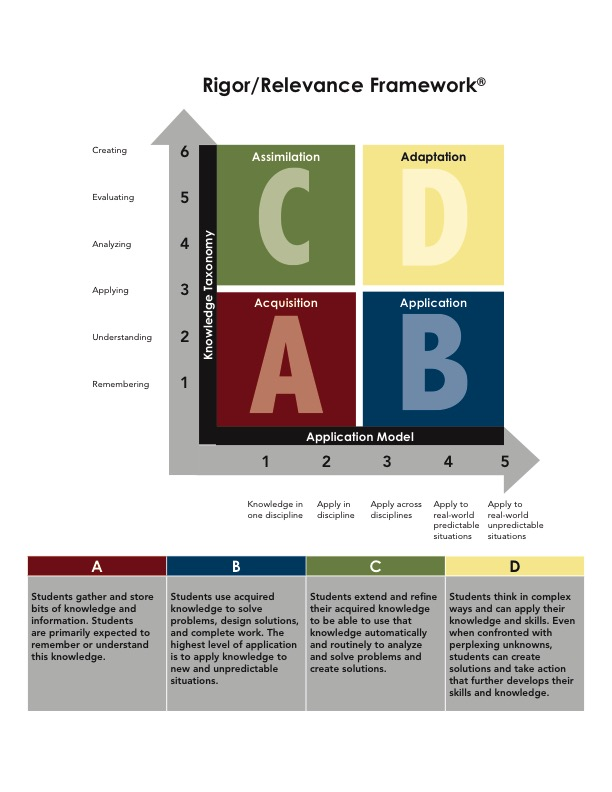 Rigor/Relevance Framework®
Creating
6
Evaluating
5
Analyzing
4
Applying
3
Understanding
2
Remembering
1
Knowledge Taxonomy
Assimilation
C
Adaptation
D
Acquisition
A
Application
B
Application Model
1 2 3 4 5
Knowledge in
one discipline
Apply in
discipline
Apply across
disciplines
Apply to
real-world
predictable
situations
Apply to
real-world
unpredictable
situations
A
Students gather and store
bits of knowledge and
information. Students
are primarily expected to
remember or understand
this knowledge.
B
Students use acquired
knowledge to solve
problems, design solutions,
and complete work. The
highest level of application
is to apply knowledge to
new and unpredictable
situations.
C
Students extend and refine
their acquired knowledge
to be able to use that
knowledge automatically
and routinely to analyze
and solve problems and
create solutions.
D
Students think in complex
ways and can apply their
knowledge and skills. Even
when confronted with
perplexing unknowns,
students can create
solutions and take action
that further develops their
skills and knowledge.